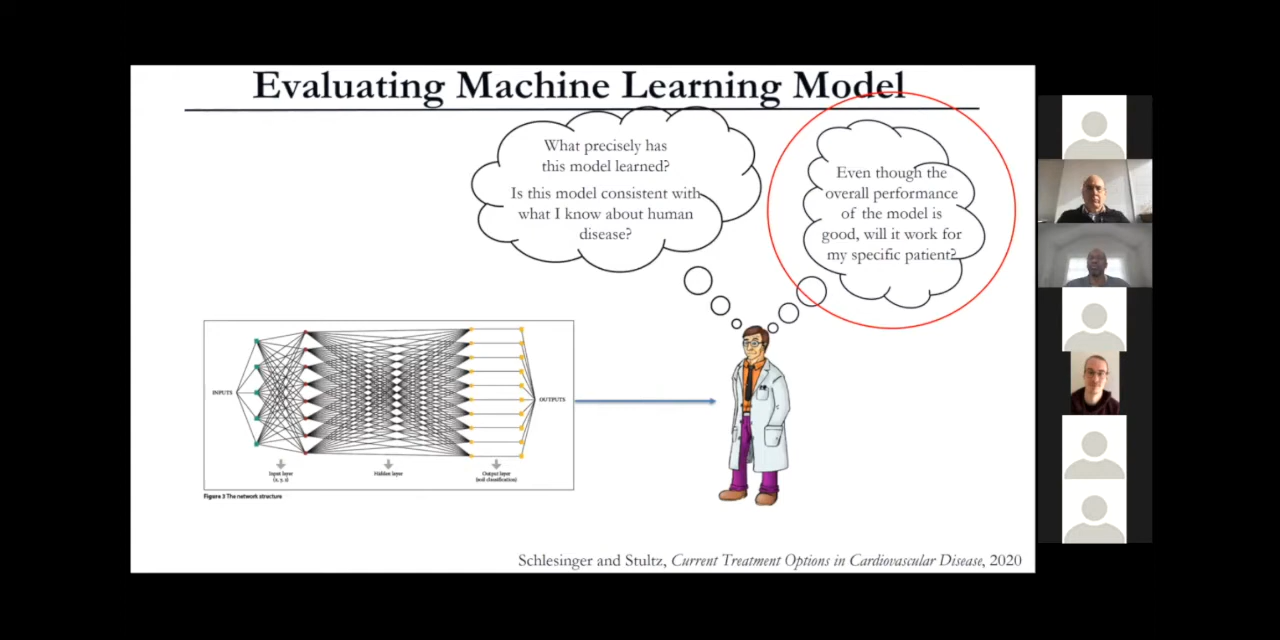 Evaluating Machine Learning Model
What precisely has
this model learned?
Is this model consistent with
what I know about human
disease?
Even though the
overall performance
of the model is
good, will it work for
my specific patient?
INPUTS
OUTPUTS
Input layer
(x, y, z)
Hidden layer
Output layer
(soil classification)
Figure 3 The network structure
Schlesinger and Stultz, Current Treatment Options in Cardiovascular Disease, 2020